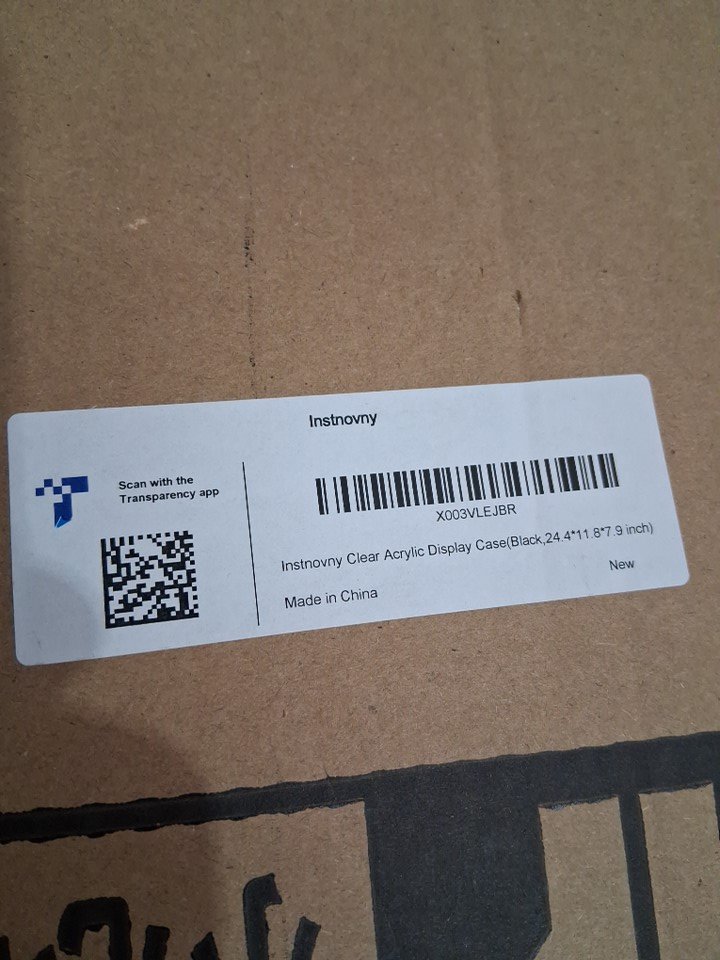 Instnovny
Scan with the
Transparency app
X003VLEJBR
Instnovny Clear Acrylic Display Case(Black,24.4*11.8*7.9 inch)
New
Made in China